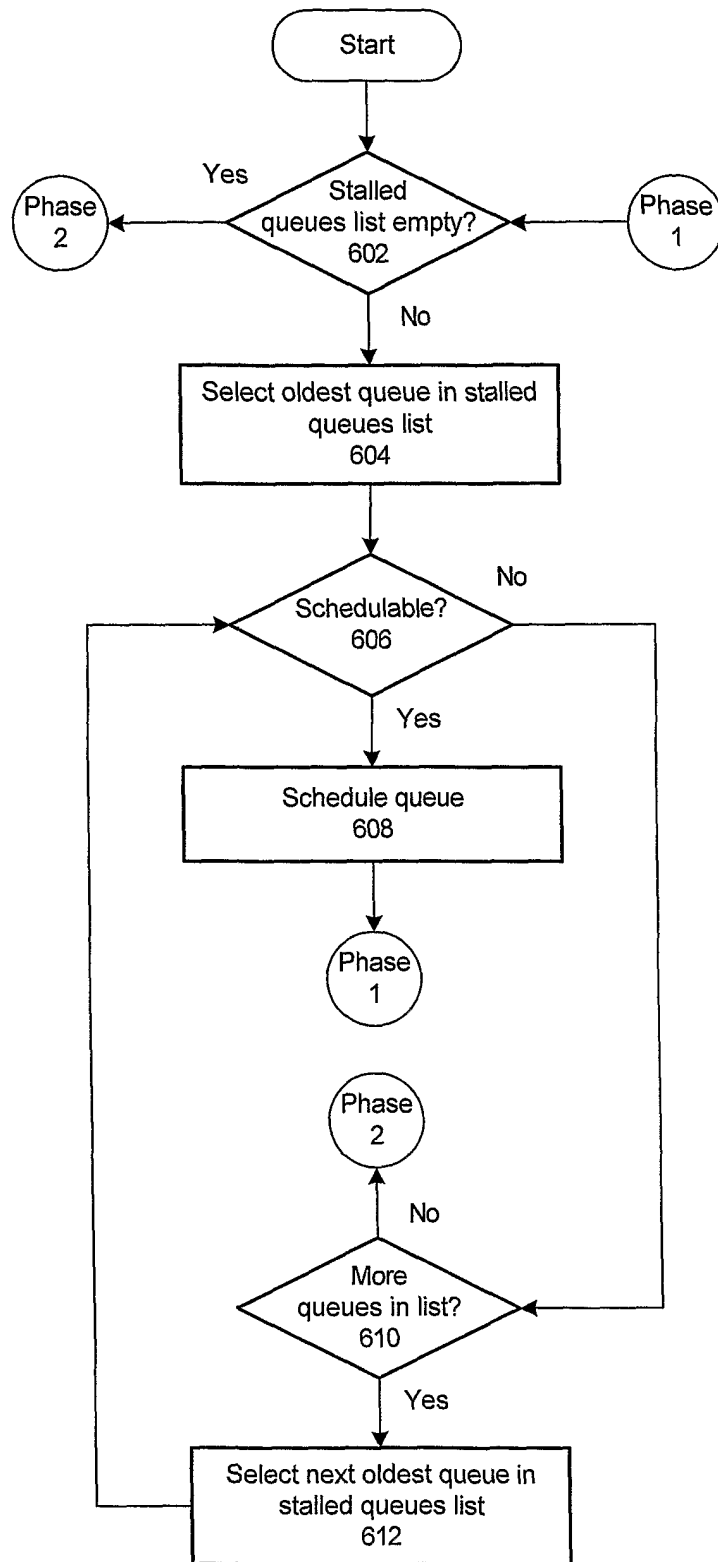 Start
Yes
Phase
2
Stalled
queues list empty?
602
Phase
1
No
Select oldest queue in stalled
queues list
604
No
Schedulable?
606
Yes
Schedule queue
608
Phase
1
Phase
2
No
More
queues in list?
610
Yes
Select next oldest queue in
stalled queues list
612